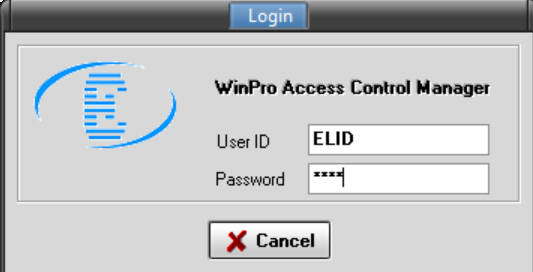 Login
WinPro Access Control Manager
User ID ELID
Password ****
Cancel